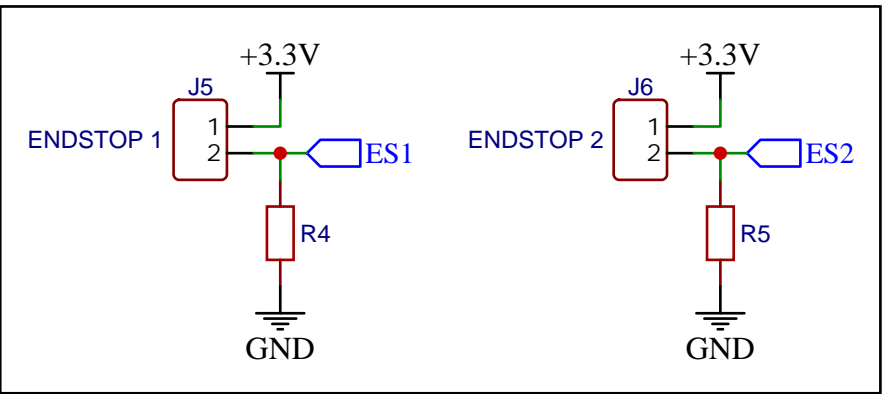 +3.3V
J5
ENDSTOP 1
1
2
ES1
R4
GND
+3.3V
J6
ENDSTOP 2
1
2
ES2
R5
GND